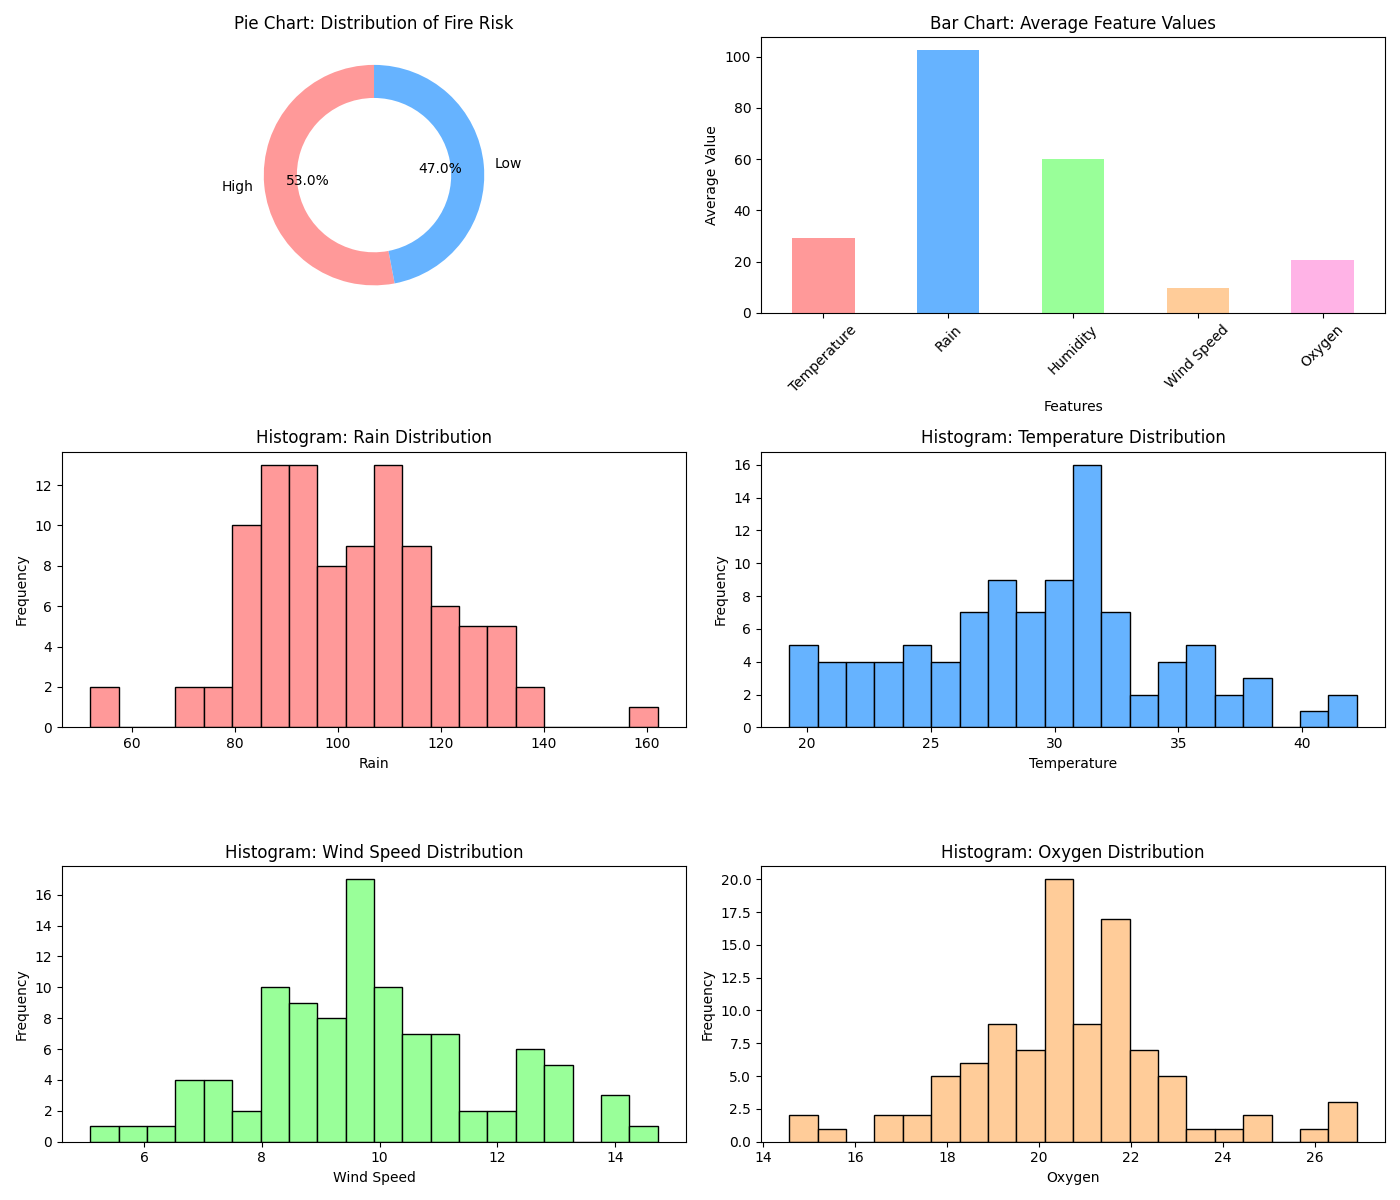 Pie Chart: Distribution of Fire Risk
High
53.0%
47.0%
Low
Bar Chart: Average Feature Values
Average Value
100
80
60
40
20
0
Temperature
Rain
Humidity
Wind Speed
Oxygen
Features
Histogram: Rain Distribution
Frequency
12
10
8
6
4
2
0
60
80
100
120
140
160
Rain
Histogram: Temperature Distribution
Frequency
16
14
12
10
8
6
4
2
0
20
25
30
35
40
Temperature
Histogram: Wind Speed Distribution
Frequency
16
14
12
10
8
6
4
2
0
6
8
10
12
14
Wind Speed
Histogram: Oxygen Distribution
Frequency
20.0
17.5
15.0
12.5
10.0
7.5
5.0
2.5
0.0
14
16
18
20
22
24
26
Oxygen